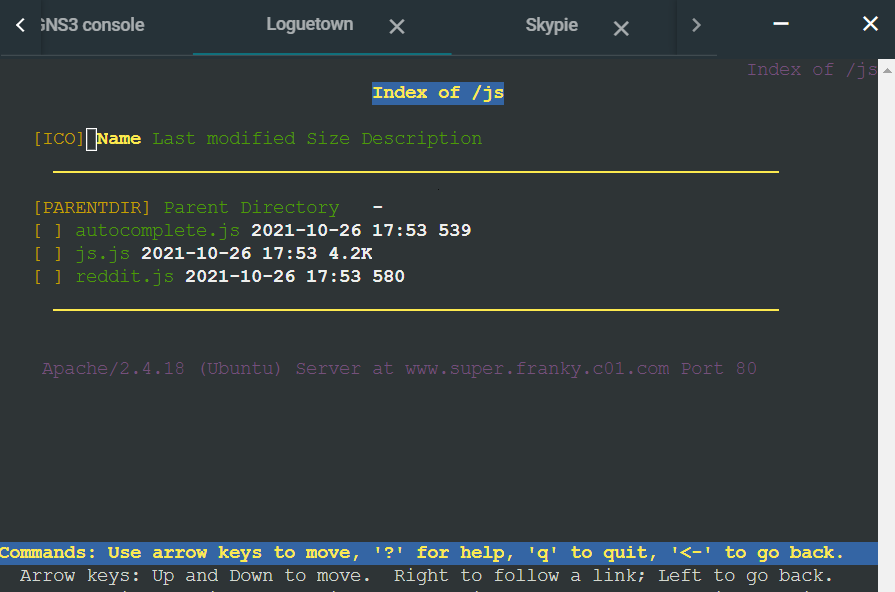 GNS3 console Loguetown Skypie
Index of /js
Index of /js
[ICO] Name Last modified Size Description
[PARENTDIR] Parent Directory -
[ ] autocomplete.js 2021-10-26 17:53 539
[ ] js.js 2021-10-26 17:53 4.2K
[ ] reddit.js 2021-10-26 17:53 580
Apache/2.4.18 (Ubuntu) Server at www.super.franky.c01.com Port 80
Commands: Use arrow keys to move, '?' for help, 'q' to quit, '<-' to go back.
Arrow keys: Up and Down to move. Right to follow a link; Left to go back.